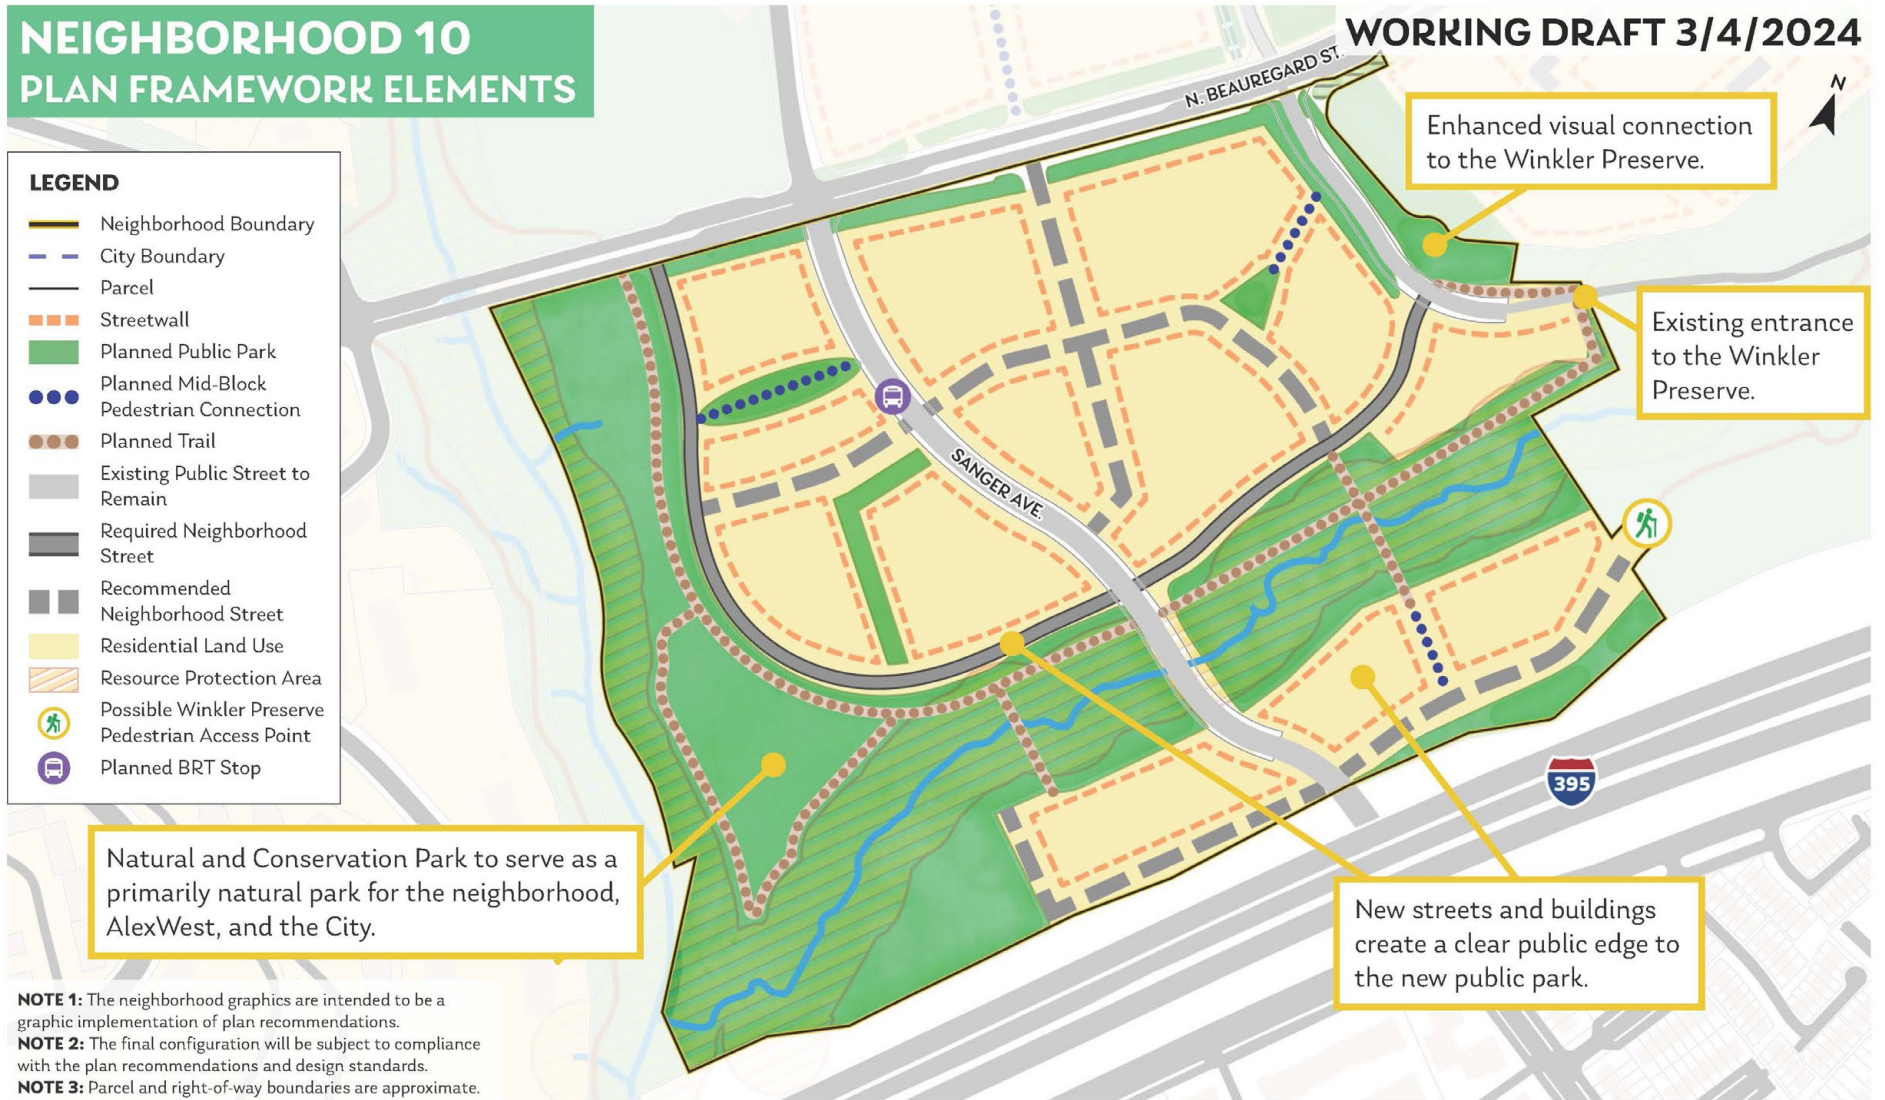 NEIGHBORHOOD 10
PLAN FRAMEWORK ELEMENTS
WORKING DRAFT 3/4/2024
N
N. BEAUREGARD ST.
Enhanced visual connection
to the Winkler Preserve.
LEGEND
Neighborhood Boundary
City Boundary
Parcel
Streetwall
Planned Public Park
Planned Mid-Block
Pedestrian Connection
Planned Trail
Existing Public Street to
Remain
Required Neighborhood
Street
Recommended
Neighborhood Street
Residential Land Use
Resource Protection Area
Possible Winkler Preserve
Pedestrian Access Point
Planned BRT Stop
Existing entrance
to the Winkler
Preserve.
SANGER AVE.
395
Natural and Conservation Park to serve as a
primarily natural park for the neighborhood,
AlexWest, and the City.
New streets and buildings
create a clear public edge to
the new public park.
NOTE 1: The neighborhood graphics are intended to be a
graphic implementation of plan recommendations.
NOTE 2: The final configuration will be subject to compliance
with the plan recommendations and design standards.
NOTE 3: Parcel and right-of-way boundaries are approximate.